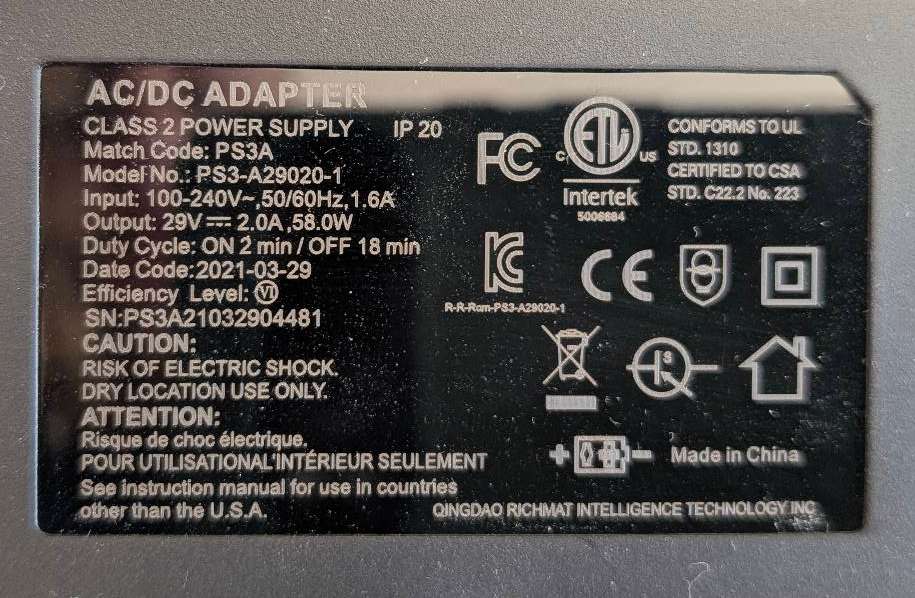 AC/DC ADAPTER
CLASS 2 POWER SUPPLY IP 20
Match Code: PS3A
Model No.: PS3-A29020-1
Input: 100-240V~,50/60Hz,1.6A
Output: 29V⎓2.0A,58.0W
Duty Cycle: ON 2 min / OFF 18 min
Date Code:2021-03-29
Efficiency Level: VI
SN:PS3A21032904481
CAUTION:
RISK OF ELECTRIC SHOCK.
DRY LOCATION USE ONLY.
ATTENTION:
Risque de choc électrique.
POUR UTILISATIONAL'INTÉRIEUR SEULEMENT
See instruction manual for use in countries
other than the U.S.A.
FC
C ETL US
Intertek
5006884
CONFORMS TO UL
STD. 1310
CERTIFIED TO CSA
STD. C22.2 No. 223
KC
R-R-Rom-PS3-A29020-1
CE
S
+ -
Made in China
QINGDAO RICHMAT INTELLIGENCE TECHNOLOGY INC